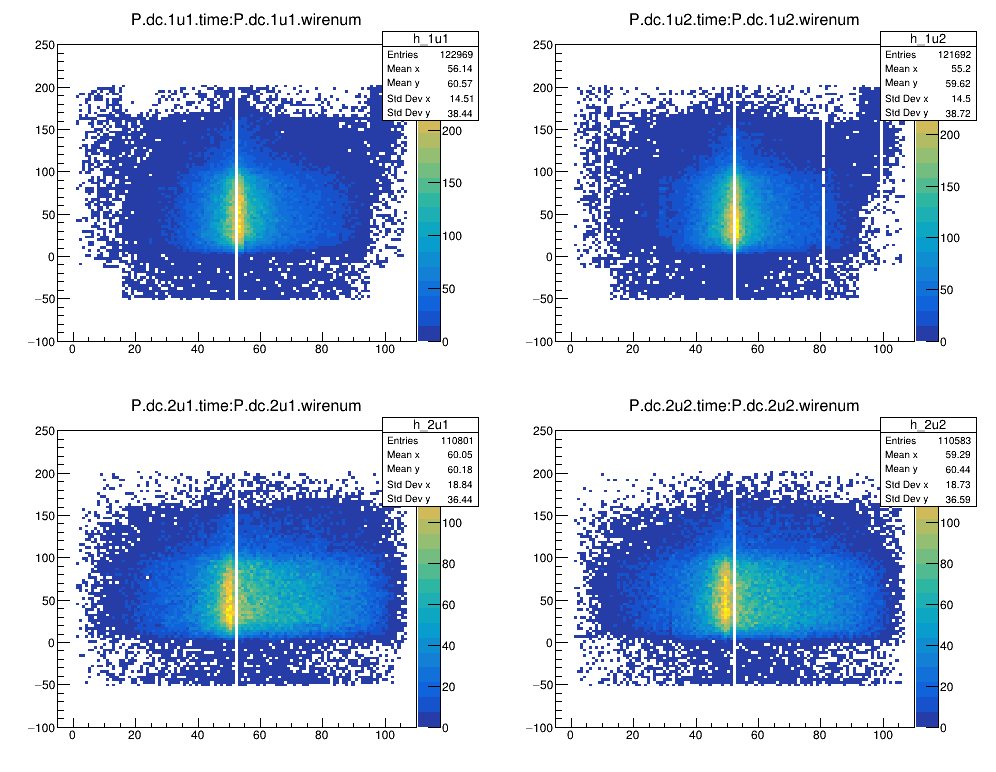 P.dc.1u1.time:P.dc.1u1.wirenum
h_1u1
Entries 122969
Mean x 56.14
Mean y 60.57
Std Dev x 14.51
Std Dev y 38.44
250
200
150
100
50
0
−50
−100
0 20 40 60 80 100
200
150
100
50
0
P.dc.1u2.time:P.dc.1u2.wirenum
h_1u2
Entries 121692
Mean x 55.2
Mean y 59.62
Std Dev x 14.5
Std Dev y 38.72
250
200
150
100
50
0
−50
−100
0 20 40 60 80 100
200
150
100
50
0
P.dc.2u1.time:P.dc.2u1.wirenum
h_2u1
Entries 110801
Mean x 60.05
Mean y 60.18
Std Dev x 18.84
Std Dev y 36.44
250
200
150
100
50
0
−50
−100
0 20 40 60 80 100
100
80
60
40
20
0
P.dc.2u2.time:P.dc.2u2.wirenum
h_2u2
Entries 110583
Mean x 59.29
Mean y 60.44
Std Dev x 18.73
Std Dev y 36.59
250
200
150
100
50
0
−50
−100
0 20 40 60 80 100
100
80
60
40
20
0